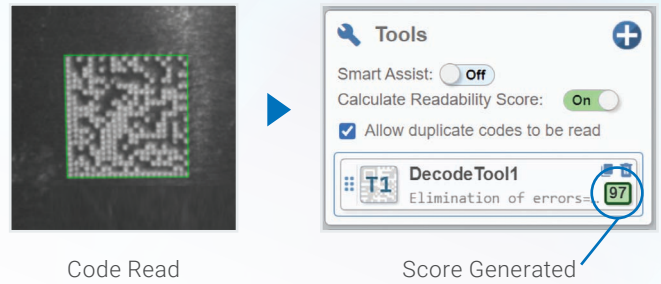 Tools
Smart Assist: Off
Calculate Readability Score: On
Allow duplicate codes to be read
T1 DecodeTool1
Elimination of errors=..
97
Code Read
Score Generated